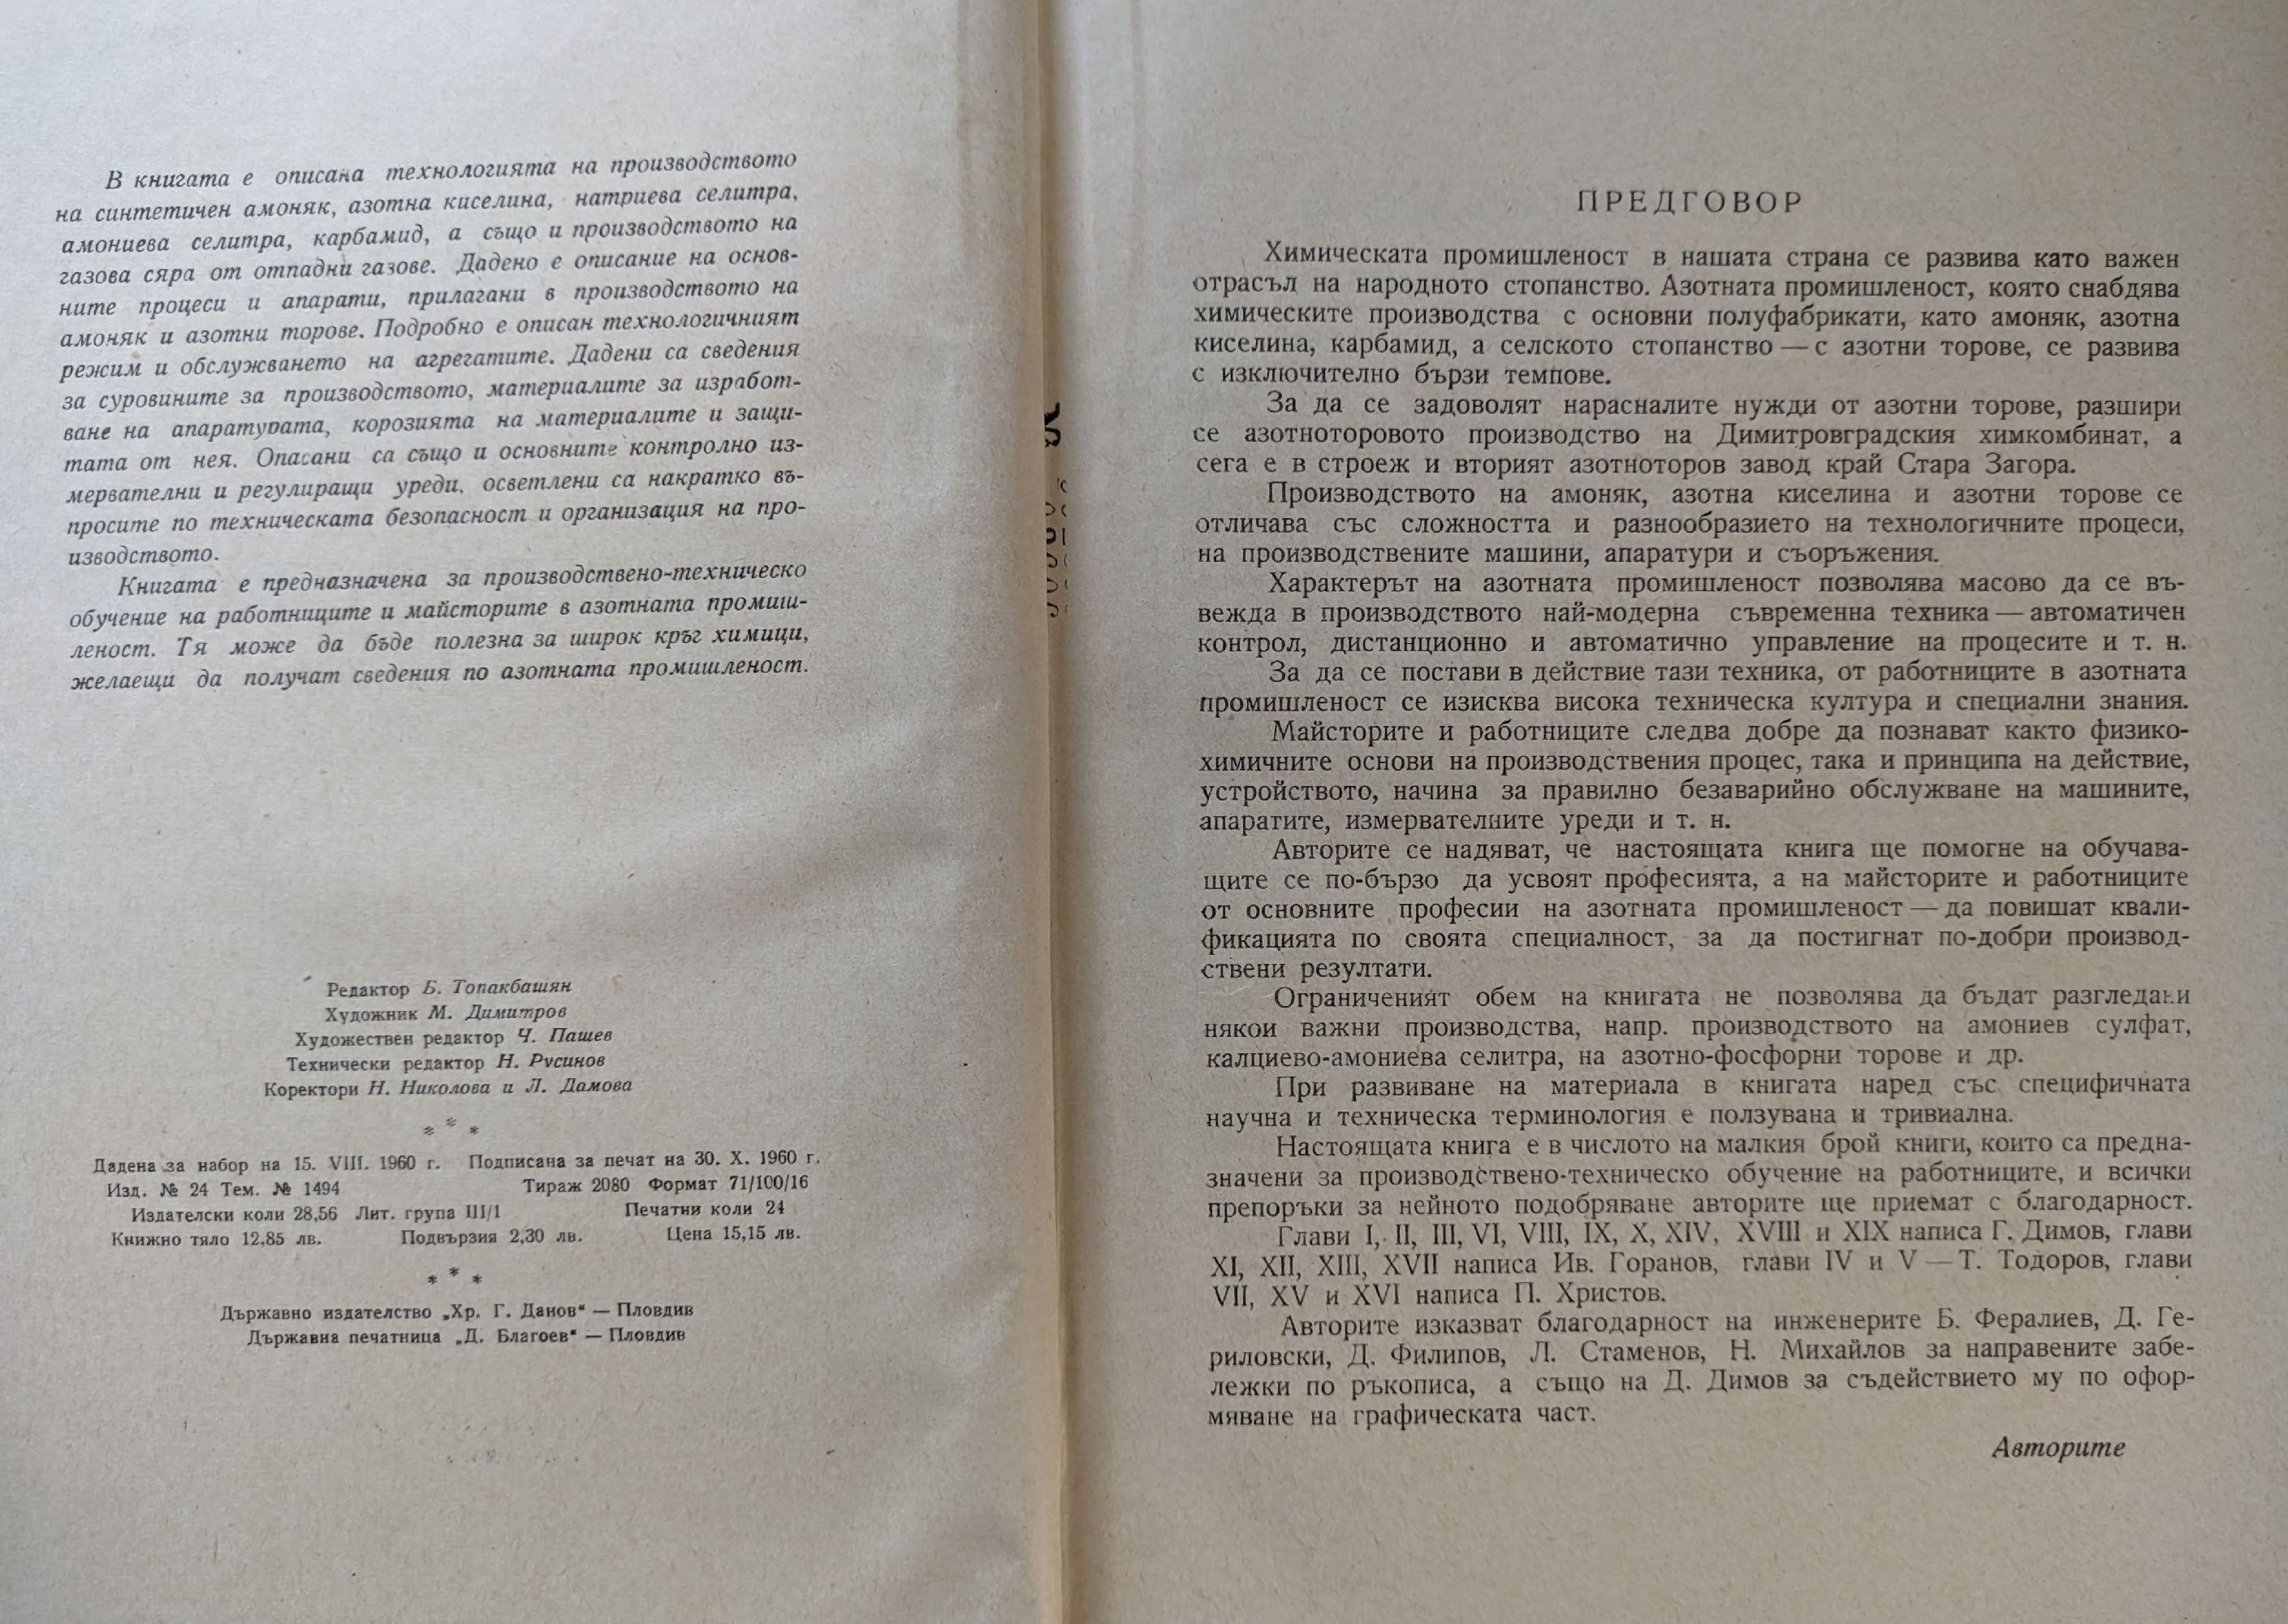 В книгата е описана технологията на производството
на синтетичен амоняк, азотна киселина, натриева селитра,
амониева селитра, карбамид, а също и производството на
газова сяра от отпадни газове. Дадено е описание на основ-
ните процеси и апарати, прилагани в производството на
амоняк и азотни торове. Подробно е описан технологичният
режим и обслужването на агрегатите. Дадени са сведения
за суровините за производството, материалите за изработ-
ване на апаратурата, корозията на материалите и защи-
тата от нея. Описани са също и основните контролно из-
мервателни и регулиращи уреди, осветлени са накратко въ-
просите по техническата безопасност и организация на про-
изводството.
Книгата е предназначена за производствено-техническо
обучение на работниците и майсторите в азотната промиш-
леност. Тя може да бъде полезна за широк кръг химици,
желаещи да получат сведения по азотната промишленост.
Редактор Б. Топакбашян
Художник М. Димитров
Художествен редактор Ч. Пашев
Технически редактор Н. Русинов
Коректори Н. Николова и Л. Дамова
* * *
Дадена за набор на 15. VIII. 1960 г. Подписана за печат на 30. X. 1960 г.
Изд. № 24 Тем. № 1494 Тираж 2080 Формат 71/100/16
Издателски коли 28,56 Лит. група III/1 Печатни коли 24
Книжно тяло 12,85 лв. Подвързия 2,30 лв. Цена 15,15 лв.
* * *
Държавно издателство „Хр. Г. Данов“ — Пловдив
Държавна печатница „Д. Благоев“ — Пловдив
ПРЕДГОВОР
Химическата промишленост в нашата страна се развива като важен
отрасъл на народното стопанство. Азотната промишленост, която снабдява
химическите производства с основни полуфабрикати, като амоняк, азотна
киселина, карбамид, а селското стопанство — с азотни торове, се развива
с изключително бързи темпове.
За да се задоволят нарасналите нужди от азотни торове, разшири
се азотноторовото производство на Димитровградския химкомбинат, а
сега е в строеж и вторият азотноторов завод край Стара Загора.
Производството на амоняк, азотна киселина и азотни торове се
отличава със сложността и разнообразието на технологичните процеси,
на производствените машини, апаратури и съоръжения.
Характерът на азотната промишленост позволява масово да се въ-
вежда в производството най-модерна съвременна техника — автоматичен
контрол, дистанционно и автоматично управление на процесите и т. н.
За да се постави в действие тази техника, от работниците в азотната
промишленост се изисква висока техническа култура и специални знания.
Майсторите и работниците следва добре да познават както физико-
химичните основи на производствения процес, така и принципа на действие,
устройството, начина за правилно безаварийно обслужване на машините,
апаратите, измервателните уреди и т. н.
Авторите се надяват, че настоящата книга ще помогне на обучава-
щите се по-бързо да усвоят професията, а на майсторите и работниците
от основните професии на азотната промишленост — да повишат квали-
фикацията по своята специалност, за да постигнат по-добри производ-
ствени резултати.
Ограниченият обем на книгата не позволява да бъдат разгледани
някои важни производства, напр. производството на амониев сулфат,
калциево-амониева селитра, на азотно-фосфорни торове и др.
При развиване на материала в книгата наред със специфичната
научна и техническа терминология е ползувана и тривиална.
Настоящата книга е в числото на малкия брой книги, които са предна-
значени за производствено-техническо обучение на работниците, и всички
препоръки за нейното подобряване авторите ще приемат с благодарност.
Глави I, II, III, VI, VIII, IX, X, XIV, XVIII и XIX написа Г. Димов, глави
XI, XII, XIII, XVII написа Ив. Горанов, глави IV и V — Т. Тодоров, глави
VII, XV и XVI написа П. Христов.
Авторите изказват благодарност на инженерите Б. Фералиев, Д. Ге-
риловски, Д. Филипов, Л. Стаменов, Н. Михайлов за направените забе-
лежки по ръкописа, а също на Д. Димов за съдействието му по офор-
мяване на графическата част.
Авторите